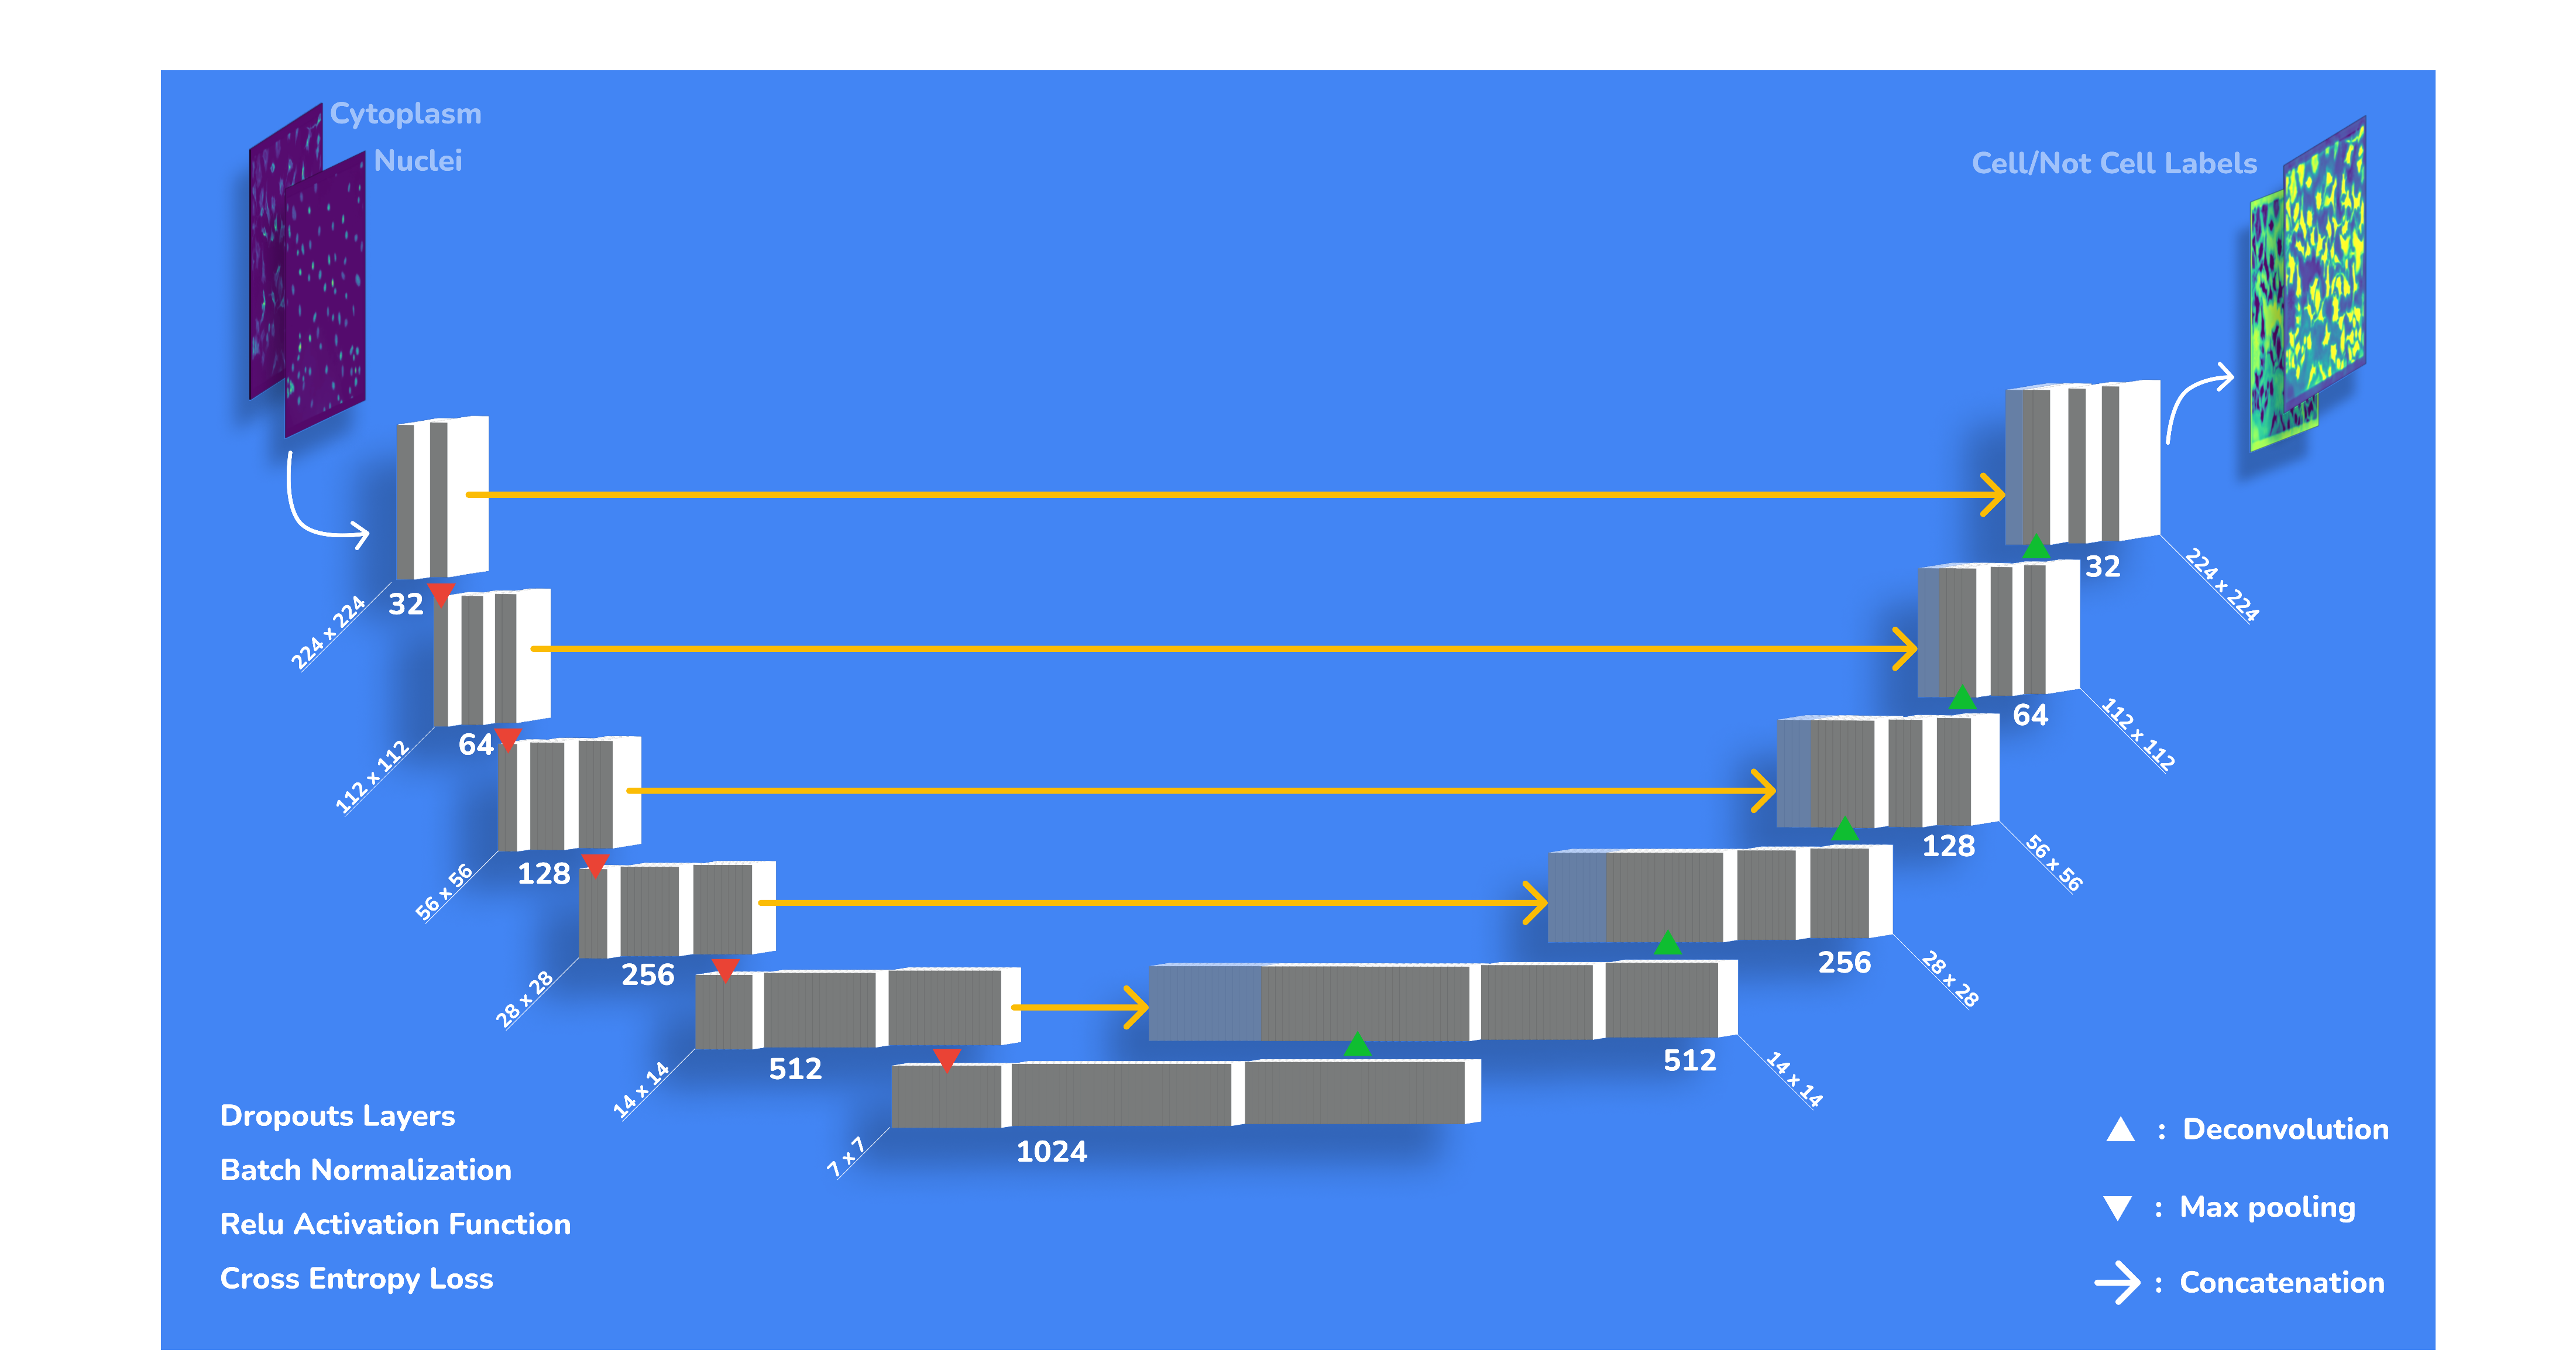 Cytoplasm
Nuclei
Cell/Not Cell Labels
32
224 x 224
64
112 x 112
128
56 x 56
256
28 x 28
512
14 x 14
1024
7 x 7
512
14 x 14
256
28 x 28
128
56 x 56
64
112 x 112
32
224 x 224
Dropouts Layers
Batch Normalization
Relu Activation Function
Cross Entropy Loss
: Deconvolution
: Max pooling
: Concatenation